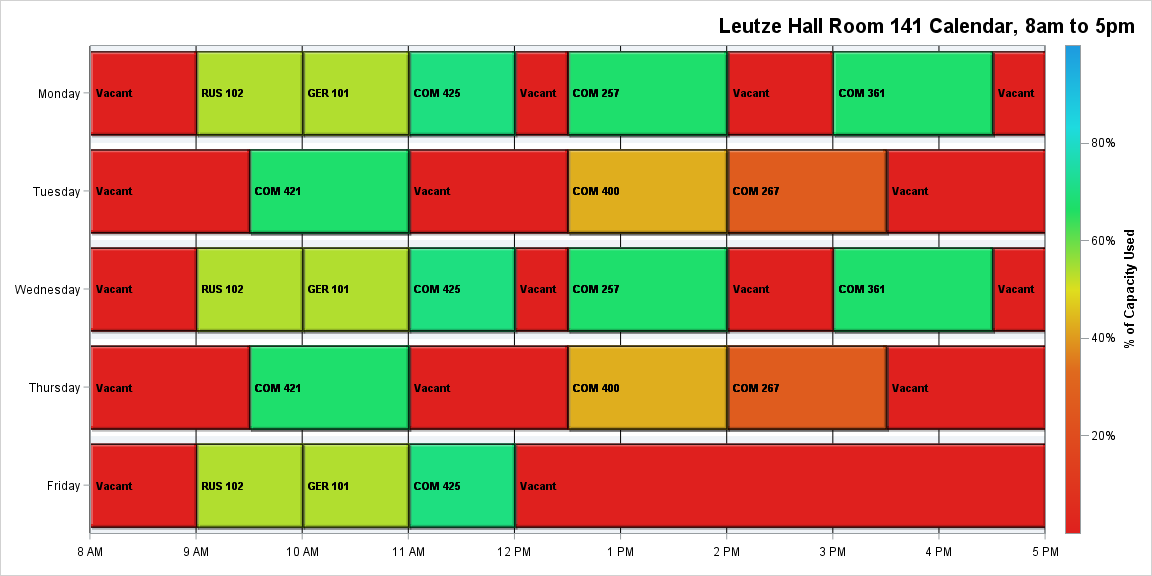 Leutze Hall Room 141 Calendar, 8am to 5pm
Monday
Vacant
RUS 102
GER 101
COM 425
Vacant
COM 257
Vacant
COM 361
Vacant
Tuesday
Vacant
COM 421
Vacant
COM 400
COM 267
Vacant
Wednesday
Vacant
RUS 102
GER 101
COM 425
Vacant
COM 257
Vacant
COM 361
Vacant
Thursday
Vacant
COM 421
Vacant
COM 400
COM 267
Vacant
Friday
Vacant
RUS 102
GER 101
COM 425
Vacant
8 AM
9 AM
10 AM
11 AM
12 PM
1 PM
2 PM
3 PM
4 PM
5 PM
80%
60%
40%
20%
% of Capacity Used